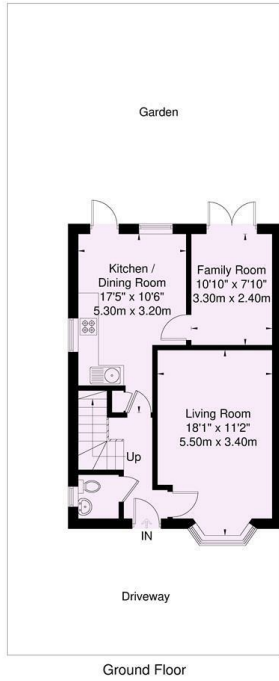 Garden
Kitchen /
Dining Room
17'5" x 10'6"
5.30m x 3.20m
Family Room
10'10" x 7'10"
3.30m x 2.40m
Living Room
18'1" x 11'2"
5.50m x 3.40m
Up
IN
Driveway
Ground Floor